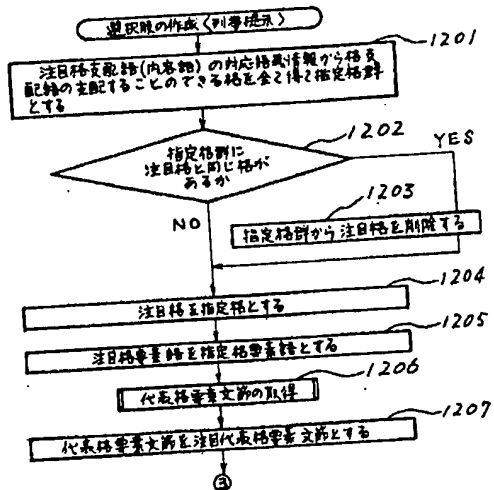 選択肢の作成(列挙提示)
1201
注目格支配語(内容語)の対応格成情報から格支
配語の支配することのできる格を全て得て指定格群
とする
1202
指定格群に
注目格と同じ格が
あるか
YES
NO
1203
指定格群から注目格を削除する
1204
注目格を指定格とする
1205
注目格要素語を指定格要素語とする
1206
代表格要素文節の取得
1207
代表格要素文節を注目代表格要素文節とする
③